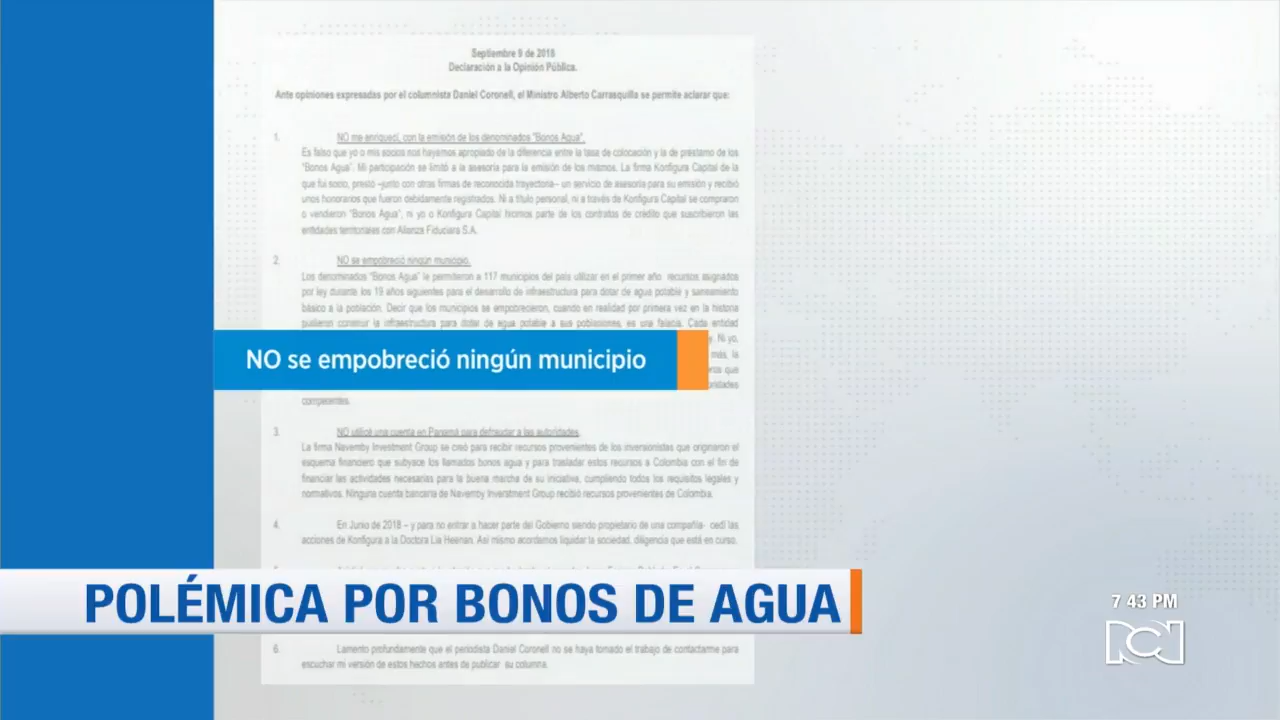 Septiembre 9 de 2018
Declaración a la Opinión Pública.
Ante opiniones expresadas por el columnista Daniel Coronell, el Ministro Alberto Carrasquilla se permite aclarar que:
1. NO me enriquecí, con la emisión de los denominados "Bonos Agua".
Es falso que yo o mis socios nos hayamos apropiado de la diferencia entre la tasa de colocación y la de préstamo de los
"Bonos Agua". Mi participación se limitó a la asesoría para la emisión de los mismos. La firma Konfigura Capital de la
que fui socio, prestó –junto con otras firmas de reconocida trayectoria– un servicio de asesoría para su emisión y recibió
unos honorarios que fueron debidamente registrados. Ni a título personal, ni a través de Konfigura Capital se compraron
o vendieron "Bonos Agua"; ni yo o Konfigura Capital hicimos parte de los contratos de crédito que suscribieron las
entidades territoriales con Alianza Fiduciaria S.A.
2. NO se empobreció ningún municipio.
Los denominados "Bonos Agua" le permitieron a 117 municipios del país utilizar en el primer año recursos asignados
por ley durante los 19 años siguientes para el desarrollo de infraestructura para dotar de agua potable y saneamiento
básico a la población. Decir que los municipios se empobrecieron, cuando en realidad por primera vez en la historia
pudieron construir la infraestructura para dotar de agua potable a sus poblaciones, es una falacia. Cada entidad
y. Ni yo,
más, la
que
NO se empobreció ningún municipio
competentes.
3. NO utilicé una cuenta en Panamá para defraudar a las autoridades.
La firma Navemby Investment Group se creó para recibir recursos provenientes de los inversionistas que originaron el
esquema financiero que subyace los llamados bonos agua y para trasladar estos recursos a Colombia con el fin de
financiar las actividades necesarias para la buena marcha de su iniciativa, cumpliendo todos los requisitos legales y
normativos. Ninguna cuenta bancaria de Navemby Investment Group recibió recursos provenientes de Colombia.
4. En Junio de 2018 – y para no entrar a hacer parte del Gobierno siendo propietario de una compañía- cedí las
acciones de Konfigura a la Doctora Lia Heenan. Así mismo acordamos liquidar la sociedad, diligencia que está en curso.
POLÉMICA POR BONOS DE AGUA
7 43 PM
RCN
6. Lamento profundamente que el periodista Daniel Coronell no se haya tomado el trabajo de contactarme para
escuchar mi versión de estos hechos antes de publicar su columna.